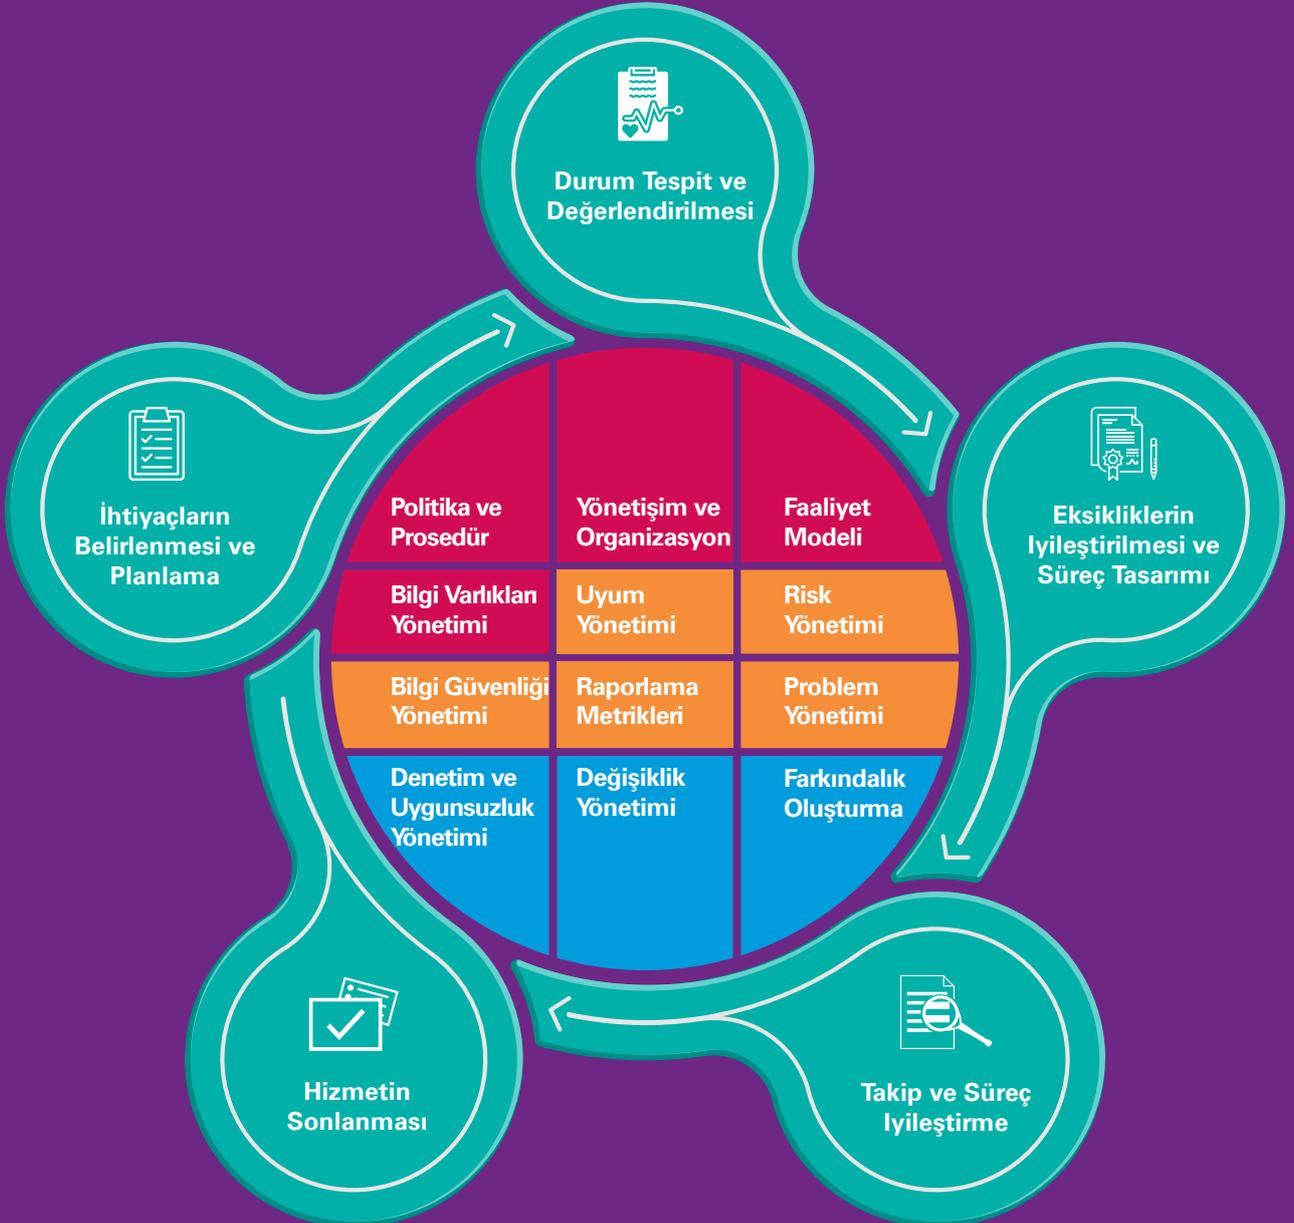 Durum Tespit ve
Değerlendirilmesi
İhtiyaçların
Belirlenmesi ve
Planlama
Eksikliklerin
Iyileştirilmesi ve
Süreç Tasarımı
Politika ve
Prosedür
Yönetişim ve
Organizasyon
Faaliyet
Modeli
Bilgi Varlıkları
Yönetimi
Uyum
Yönetimi
Risk
Yönetimi
Bilgi Güvenliği
Yönetimi
Raporlama
Metrikleri
Problem
Yönetimi
Denetim ve
Uygunsuzluk
Yönetimi
Değişiklik
Yönetimi
Farkındalık
Oluşturma
Hizmetin
Sonlanması
Takip ve Süreç
Iyileştirme